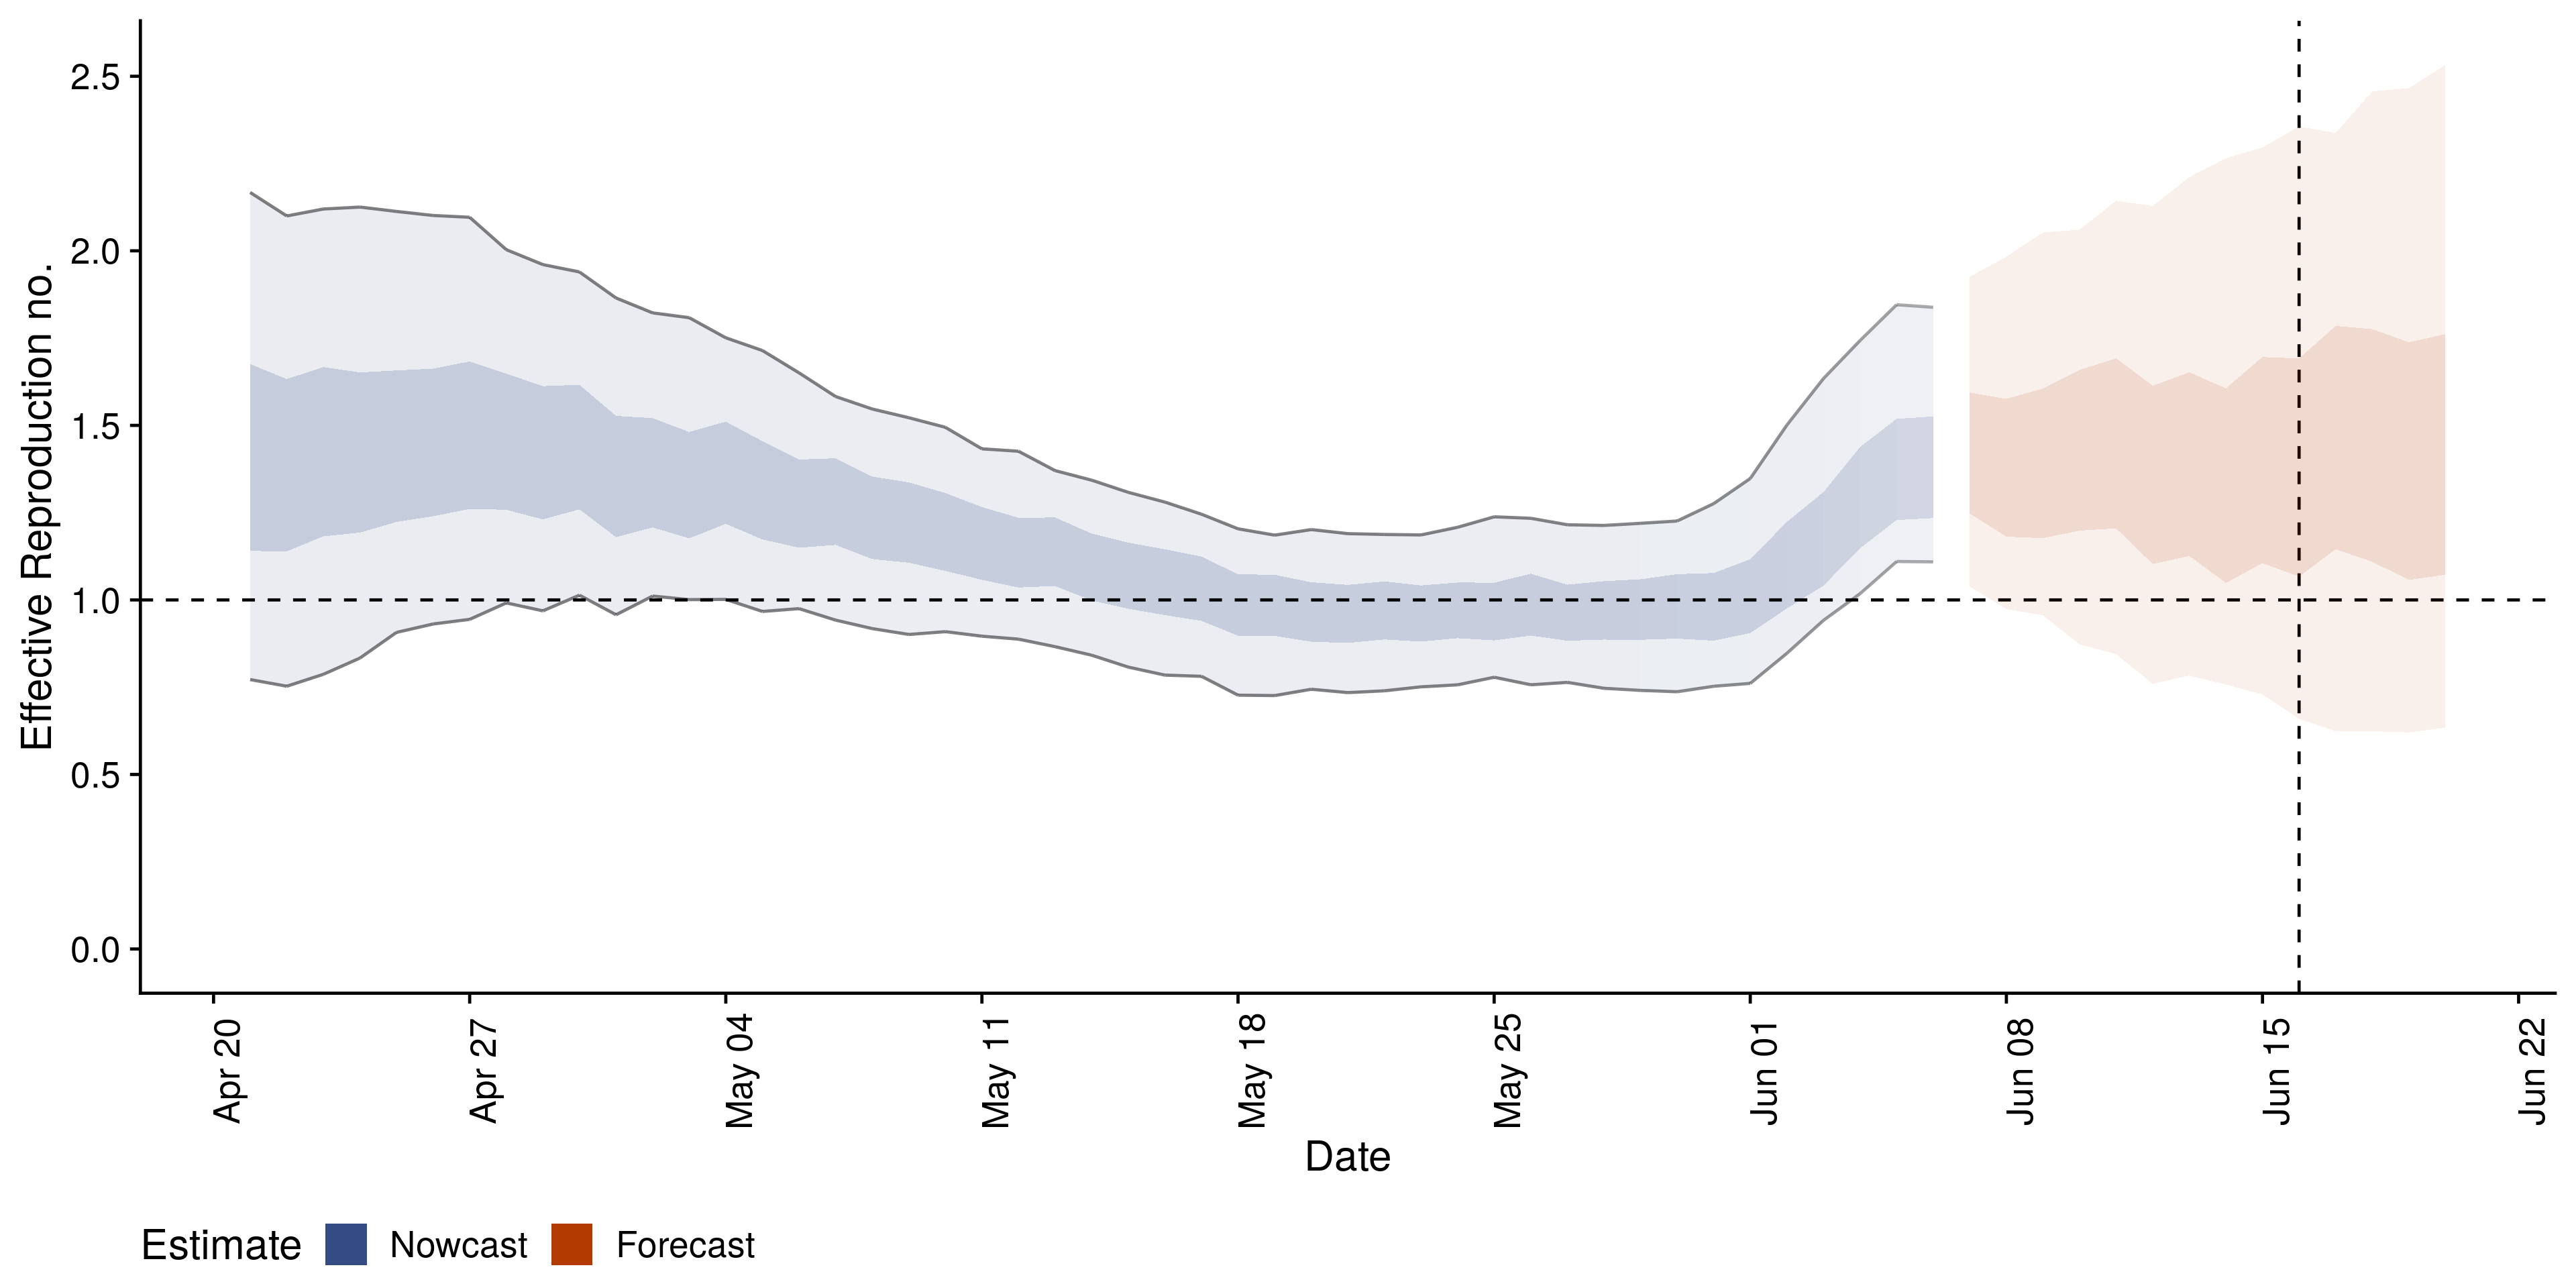 Effective Reproduction no.
2.5
2.0
1.5
1.0
0.5
0.0
Apr 20
Apr 27
May 04
May 11
May 18
May 25
Jun 01
Jun 08
Jun 15
Jun 22
Date
Estimate Nowcast Forecast